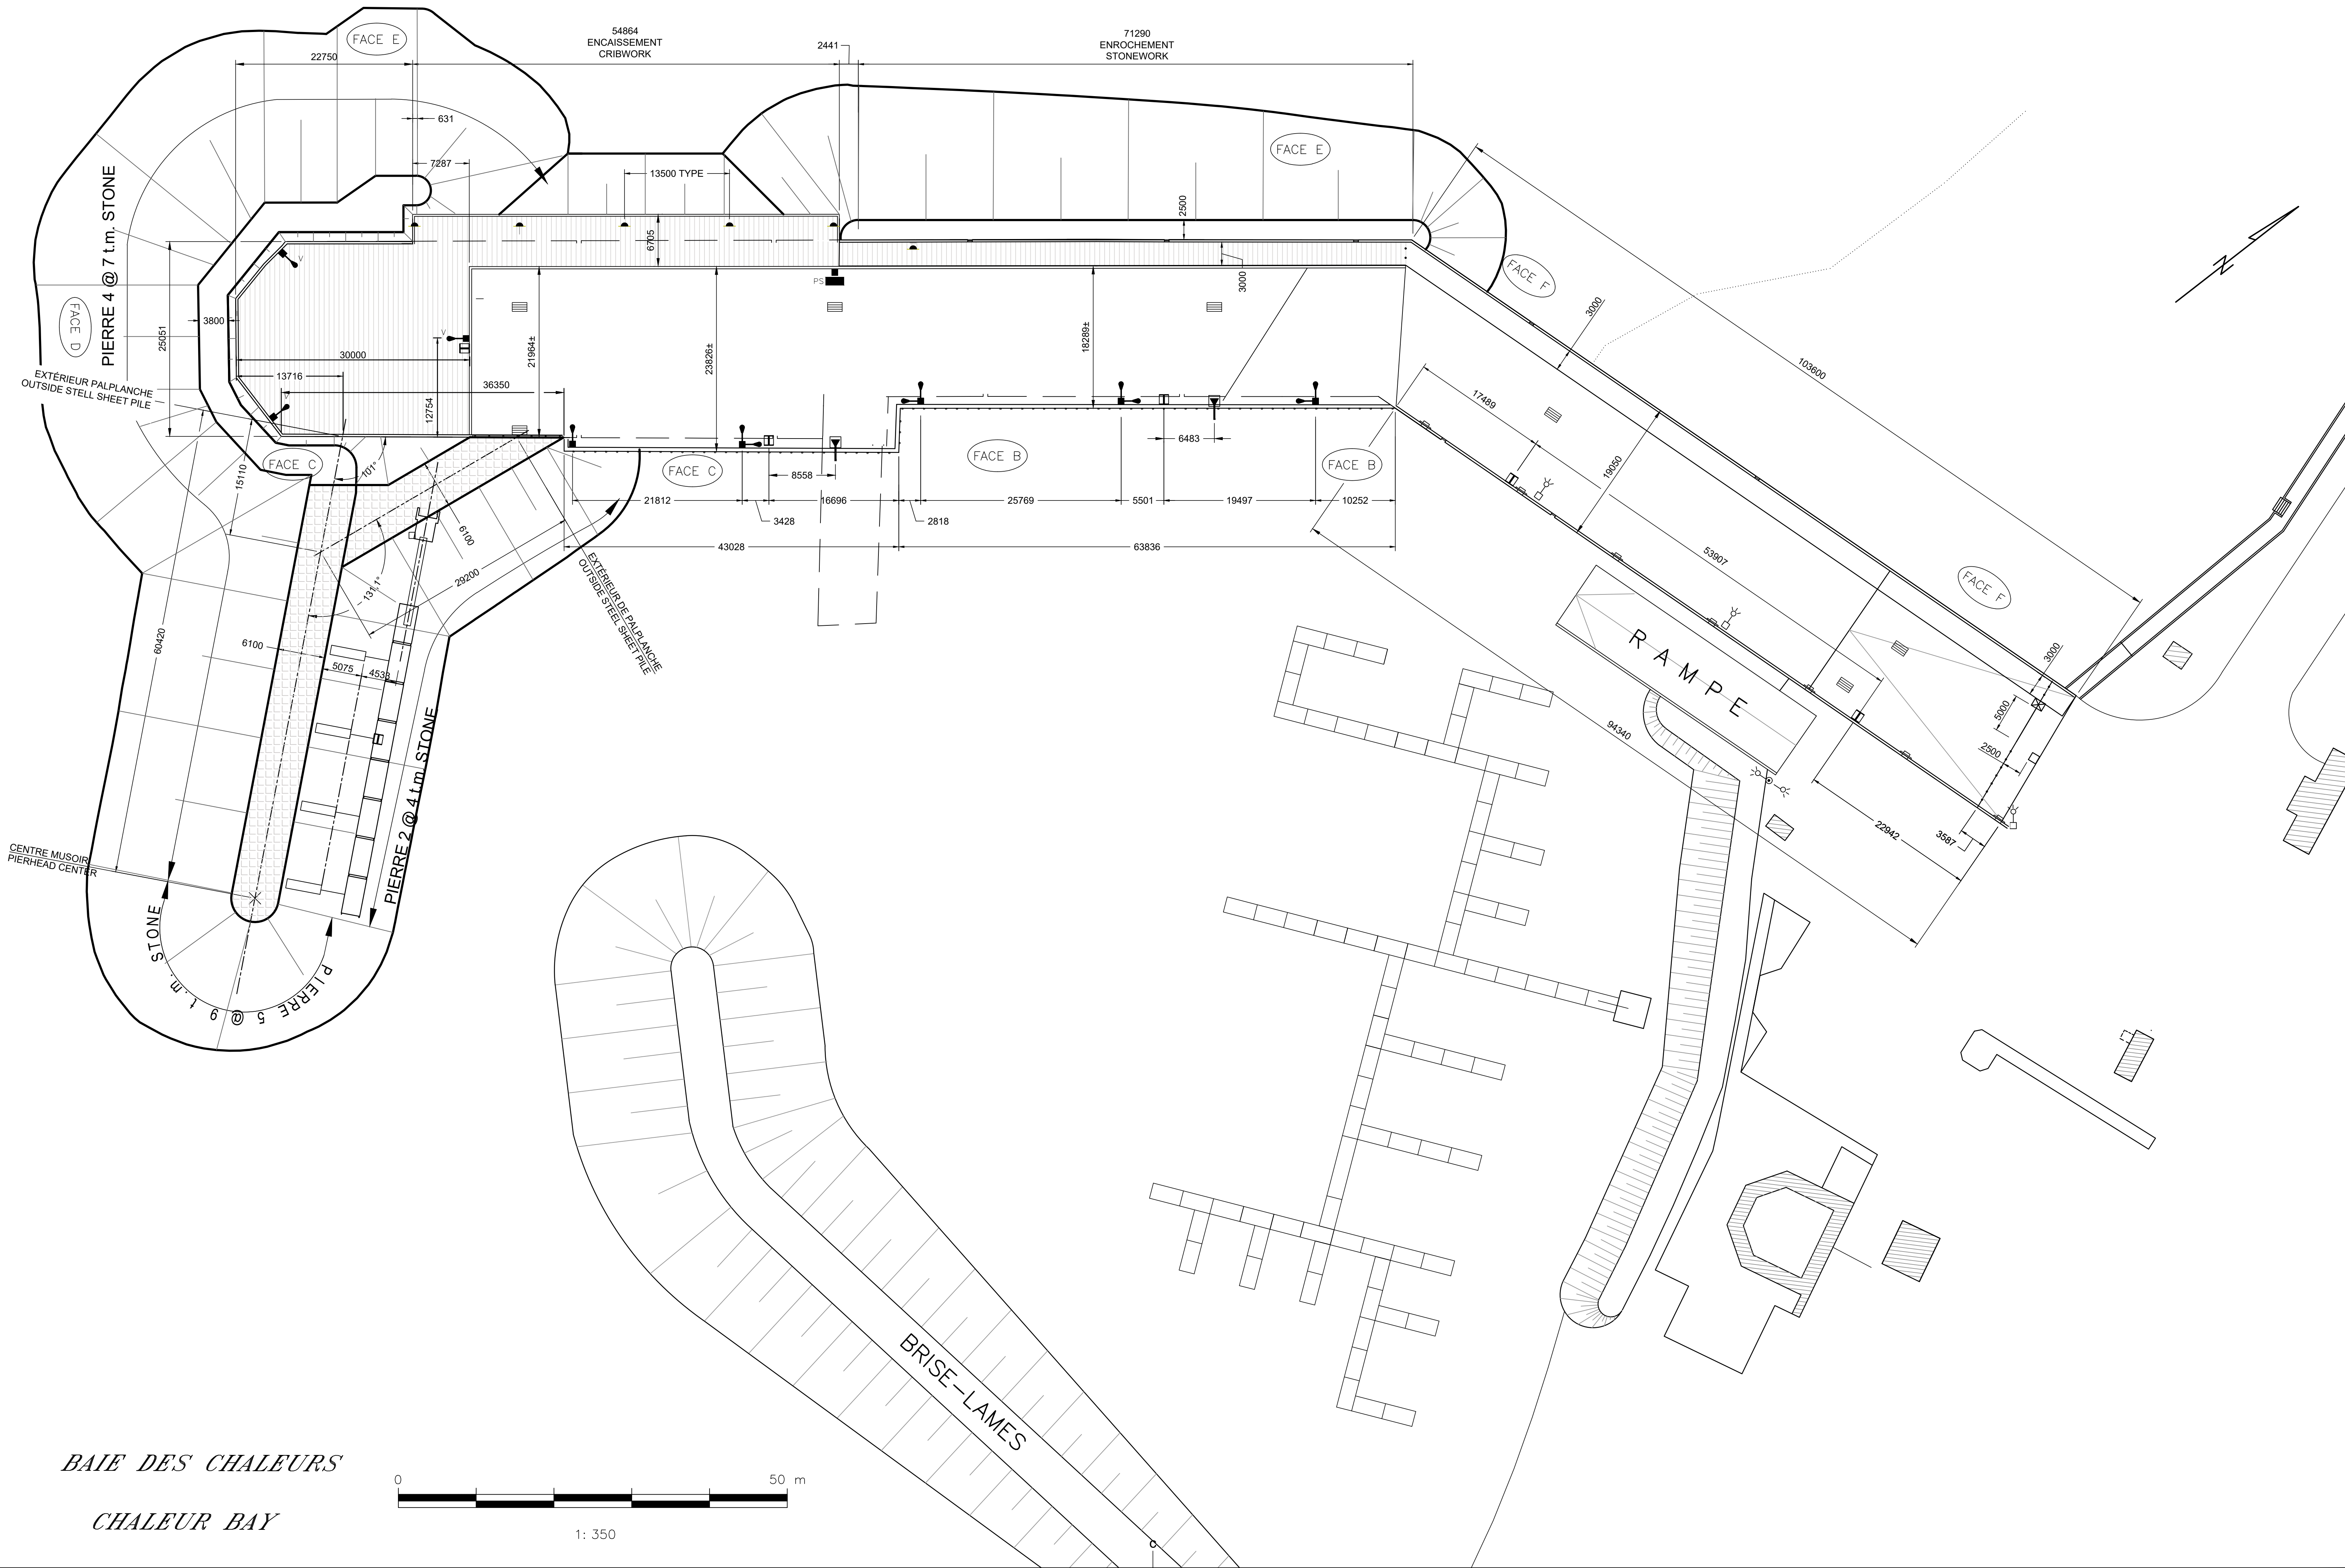 FACE E
54864
ENCAISSEMENT
CRIBWORK
2441
71290
ENROCHEMENT
STONEWORK
22750
631
7287
13500 TYPE
FACE E
2500
PIERRE 4 @ 7 t.m. STONE
6705
3000
FACE F
3000
N
FACE D
25051
3800
V
PS
V
30000
21964±
23826±
18289±
103600
EXTÉRIEUR PALPLANCHE
OUTSIDE STELL SHEET PILE
13716
36350
V
12754
17489
19050
6483
FACE C
101°
15110
FACE C
8558
FACE B
FACE B
21812
3428
16696
2818
25769
5501
19497
10252
6100
43028
63836
29200
131.1°
EXTÉRIEUR DE PALPLANCHE
OUTSIDE STEEL SHEET PILE
53907
FACE F
60420
6100
5075
4533
RAMPE
3000
5000
2500
94340
PIERRE 2 @ 4 t.m. STONE
22942
3587
CENTRE MUSOIR
PIERHEAD CENTER
PIERRE 5 @ 9 t.m. STONE
BRISE-LAMES
BAIE DES CHALEURS
CHALEUR BAY
0
50 m
1: 350
C